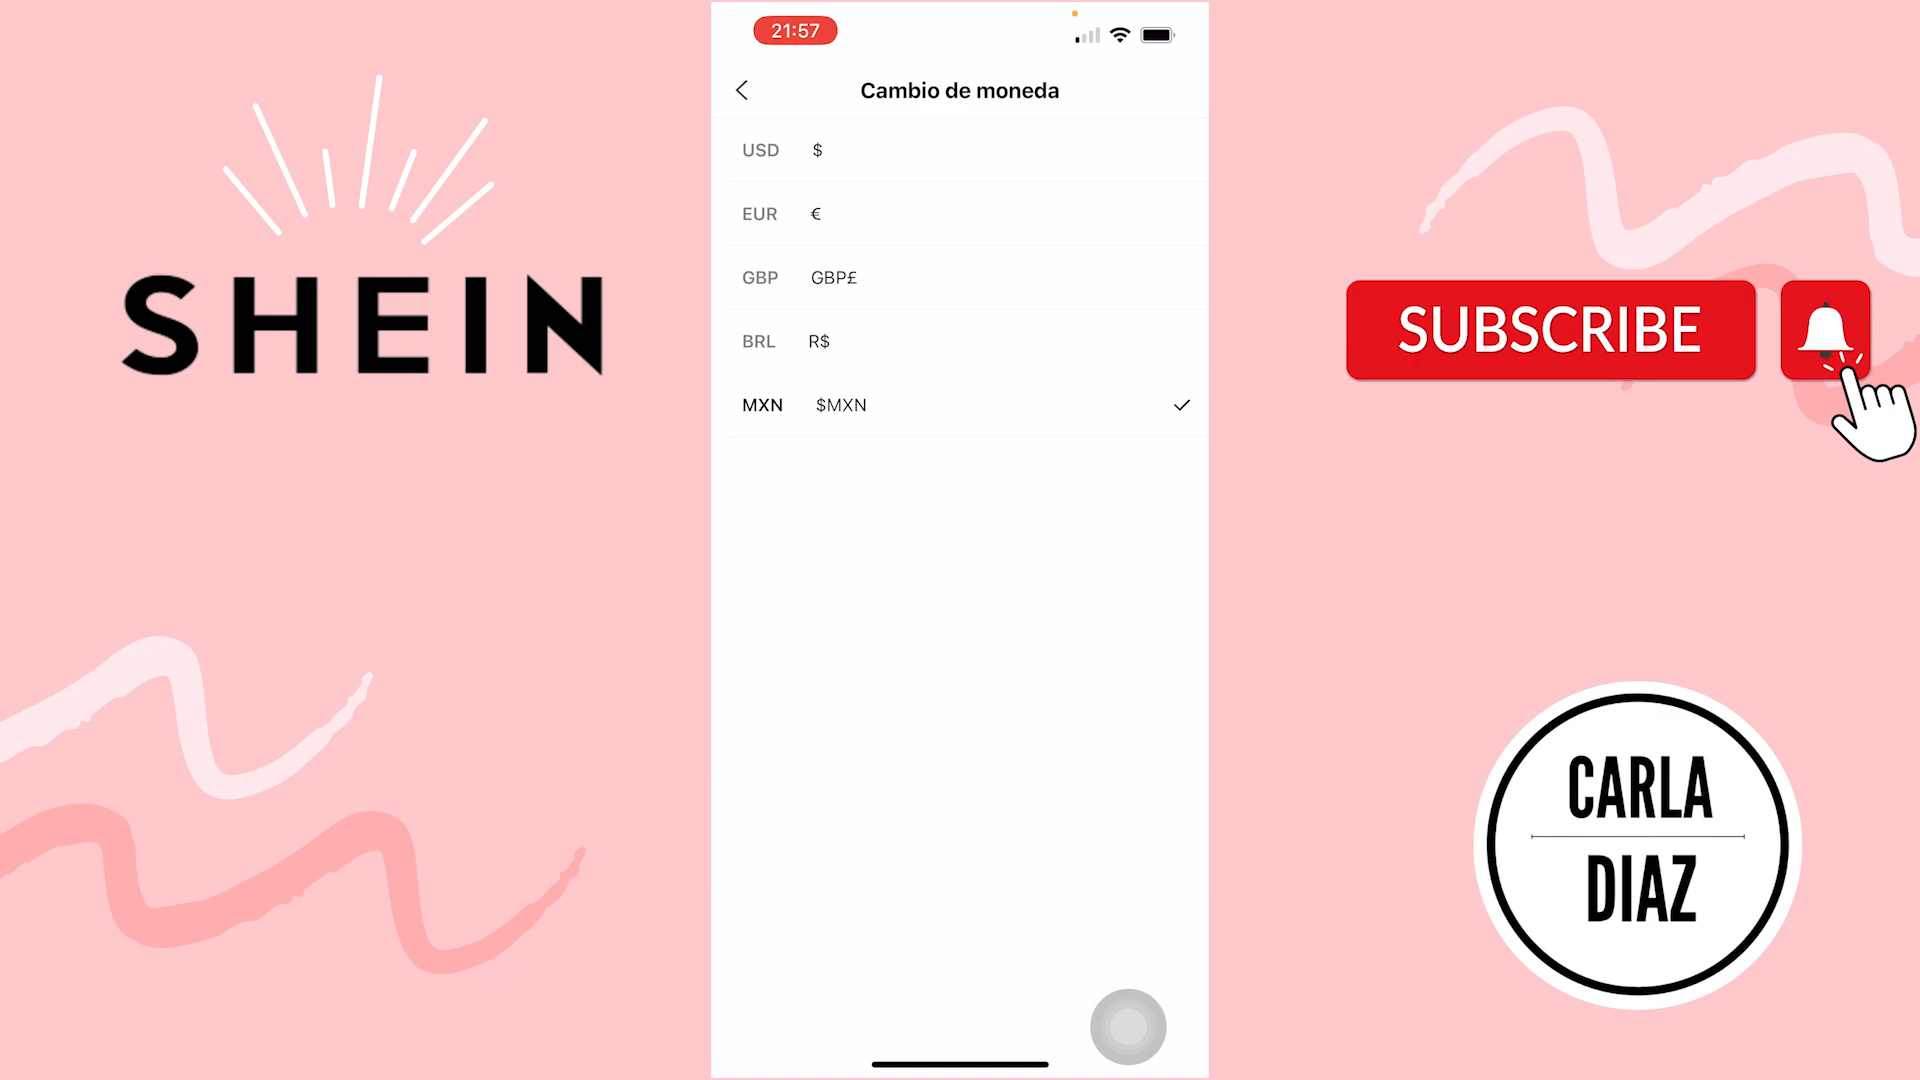 SHEIN
21:57
Cambio de moneda
USD $
EUR €
GBP GBP£
BRL R$
MXN $MXN
SUBSCRIBE
CARLA
DIAZ